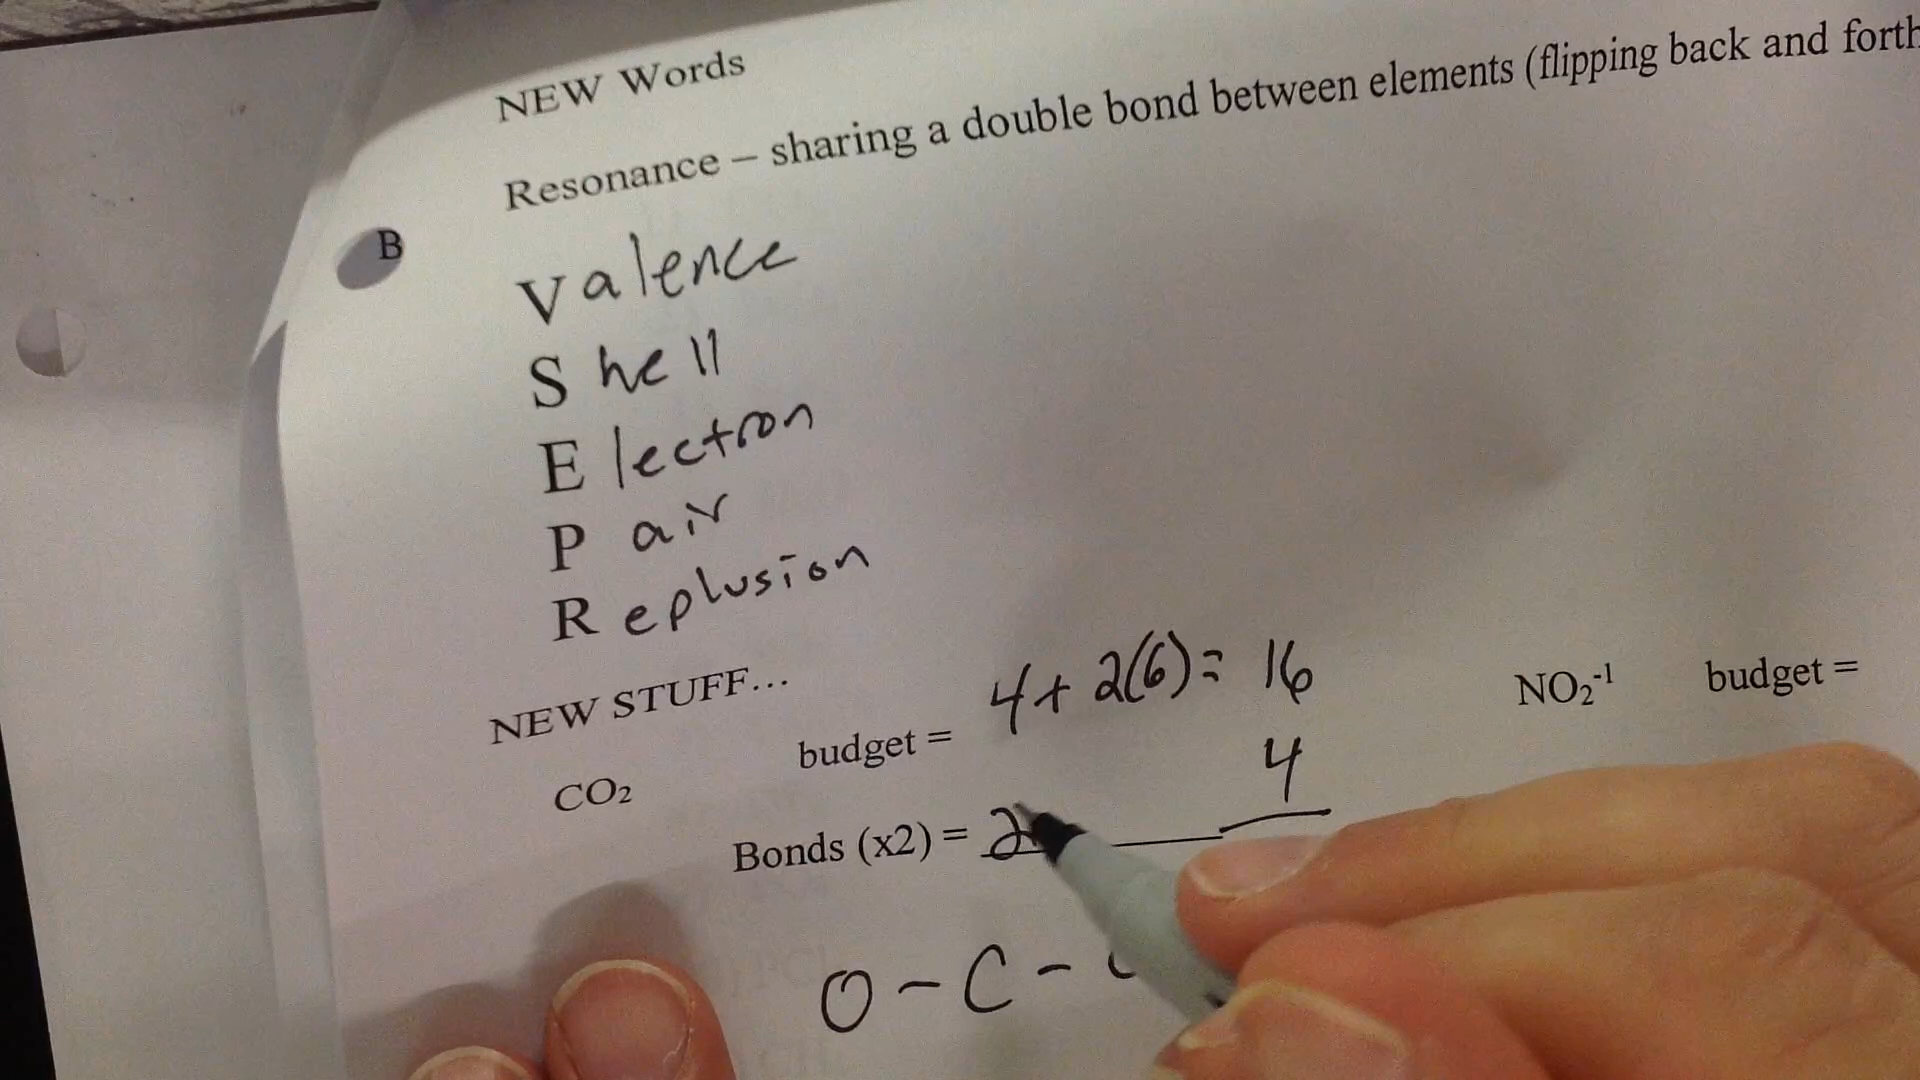 NEW Words
Resonance – sharing a double bond between elements (flipping back and forth
B
Valence
Shell
Electron
Pair
Replusion
NEW STUFF...
CO₂ budget = 4 + 2(6) = 16
NO₂⁻¹ budget =
Bonds (x2) = 2 4
O - C -